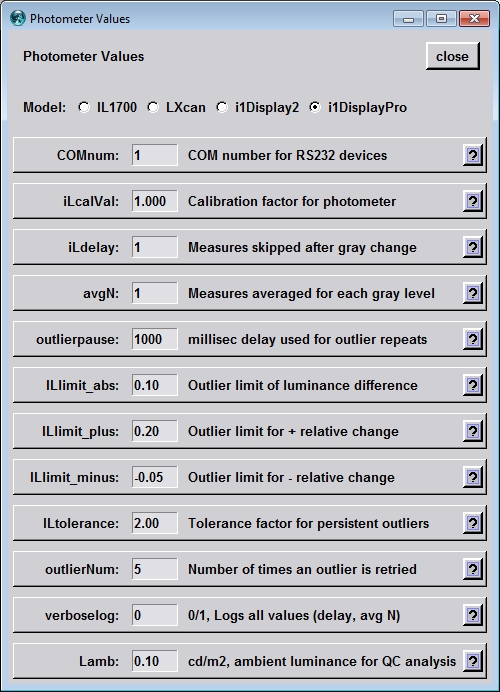 Photometer Values
Photometer Values close
Model: IL1700 LXcan i1Display2 i1DisplayPro
COMnum: 1 COM number for RS232 devices ?
iLcalVal: 1.000 Calibration factor for photometer ?
iLdelay: 1 Measures skipped after gray change ?
avgN: 1 Measures averaged for each gray level ?
outlierpause: 1000 millisec delay used for outlier repeats ?
ILlimit_abs: 0.10 Outlier limit of luminance difference ?
ILlimit_plus: 0.20 Outlier limit for + relative change ?
ILlimit_minus: -0.05 Outlier limit for - relative change ?
ILtolerance: 2.00 Tolerance factor for persistent outliers ?
outlierNum: 5 Number of times an outlier is retried ?
verboselog: 0 0/1, Logs all values (delay, avg N) ?
Lamb: 0.10 cd/m2, ambient luminance for QC analysis ?